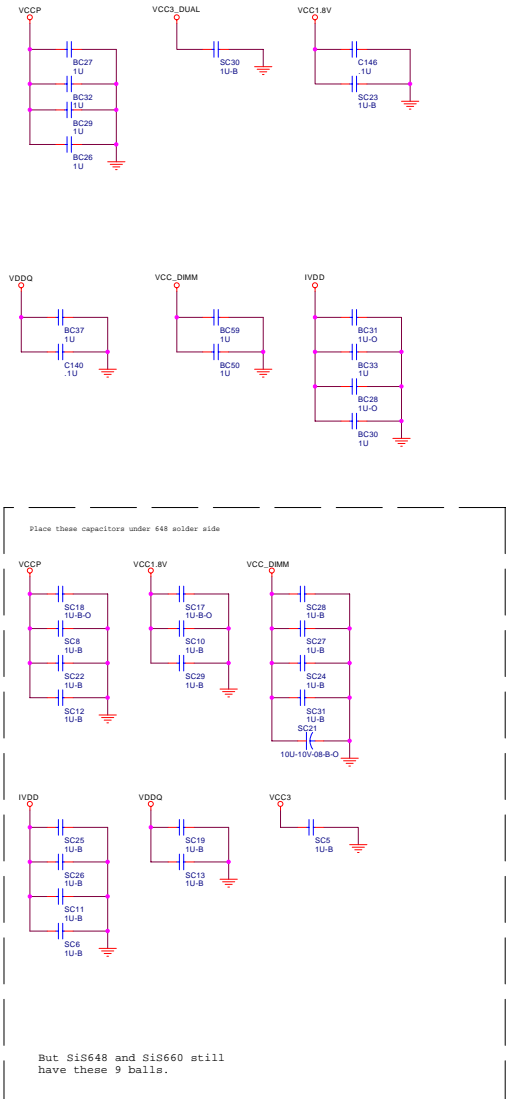 VCCP
BC27
1U
BC32
1U
BC29
1U
BC26
1U
VCC3_DUAL
SC30
1U-B
VCC1.8V
C146
.1U
SC23
1U-B
VDDQ
BC37
1U
C140
.1U
VCC_DIMM
BC59
1U
BC50
1U
IVDD
BC31
1U-O
BC33
1U
BC28
1U-O
BC30
1U
Place these capacitors under 648 solder side
VCCP
SC18
1U-B-O
SC8
1U-B
SC22
1U-B
SC12
1U-B
VCC1.8V
SC17
1U-B-O
SC10
1U-B
SC29
1U-B
VCC_DIMM
SC28
1U-B
SC27
1U-B
SC24
1U-B
SC31
1U-B
SC21
10U-10V-08-B-O
IVDD
SC25
1U-B
SC26
1U-B
SC11
1U-B
SC6
1U-B
VDDQ
SC19
1U-B
SC13
1U-B
VCC3
SC5
1U-B
But SiS648 and SiS660 still
have these 9 balls.